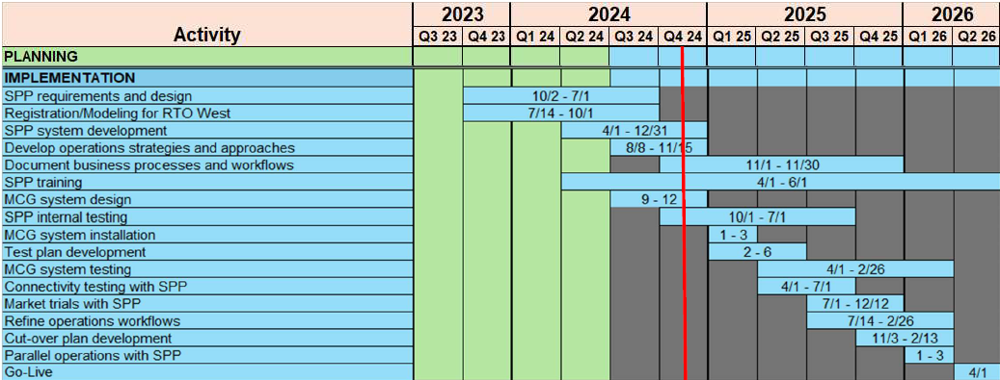 2023 2024 2025 2026
Activity Q3 23 Q4 23 Q1 24 Q2 24 Q3 24 Q4 24 Q1 25 Q2 25 Q3 25 Q4 25 Q1 26 Q2 26
PLANNING
IMPLEMENTATION
SPP requirements and design 10/2 - 7/1
Registration/Modeling for RTO West 7/14 - 10/1
SPP system development 4/1 - 12/31
Develop operations strategies and approaches 8/8 - 11/15
Document business processes and workflows 11/1 - 11/30
SPP training 4/1 - 6/1
MCG system design 9 - 12
SPP internal testing 10/1 - 7/1
MCG system installation 1 - 3
Test plan development 2 - 6
MCG system testing 4/1 - 2/26
Connectivity testing with SPP 4/1 - 7/1
Market trials with SPP 7/1 - 12/12
Refine operations workflows 7/14 - 2/26
Cut-over plan development 11/3 - 2/13
Parallel operations with SPP 1 - 3
Go-Live 4/1